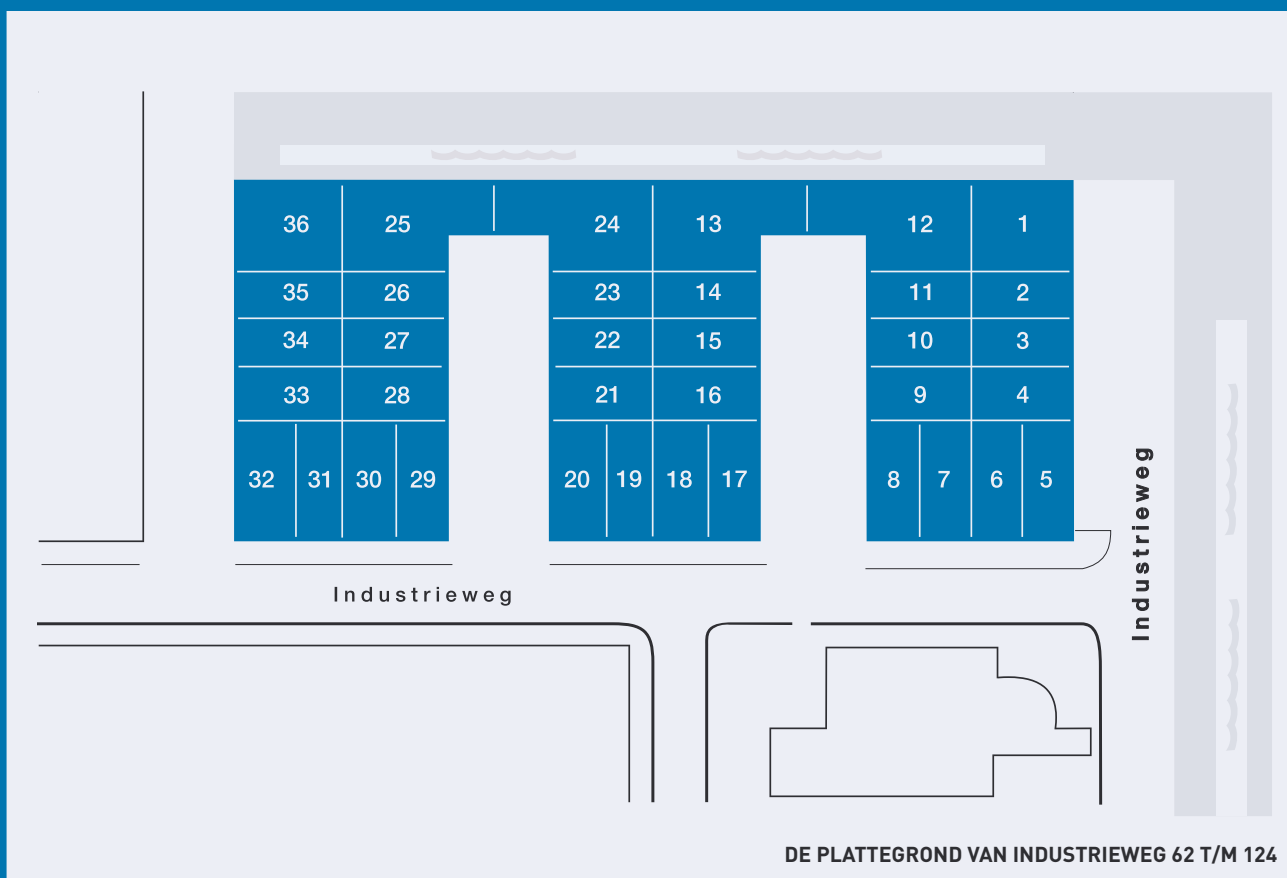 36 25 24 13 12 1
35 26 23 14 11 2
34 27 22 15 10 3
33 28 21 16 9 4
32 31 30 29 20 19 18 17 8 7 6 5
Industrieweg
Industrieweg
DE PLATTEGROND VAN INDUSTRIEWEG 62 T/M 124